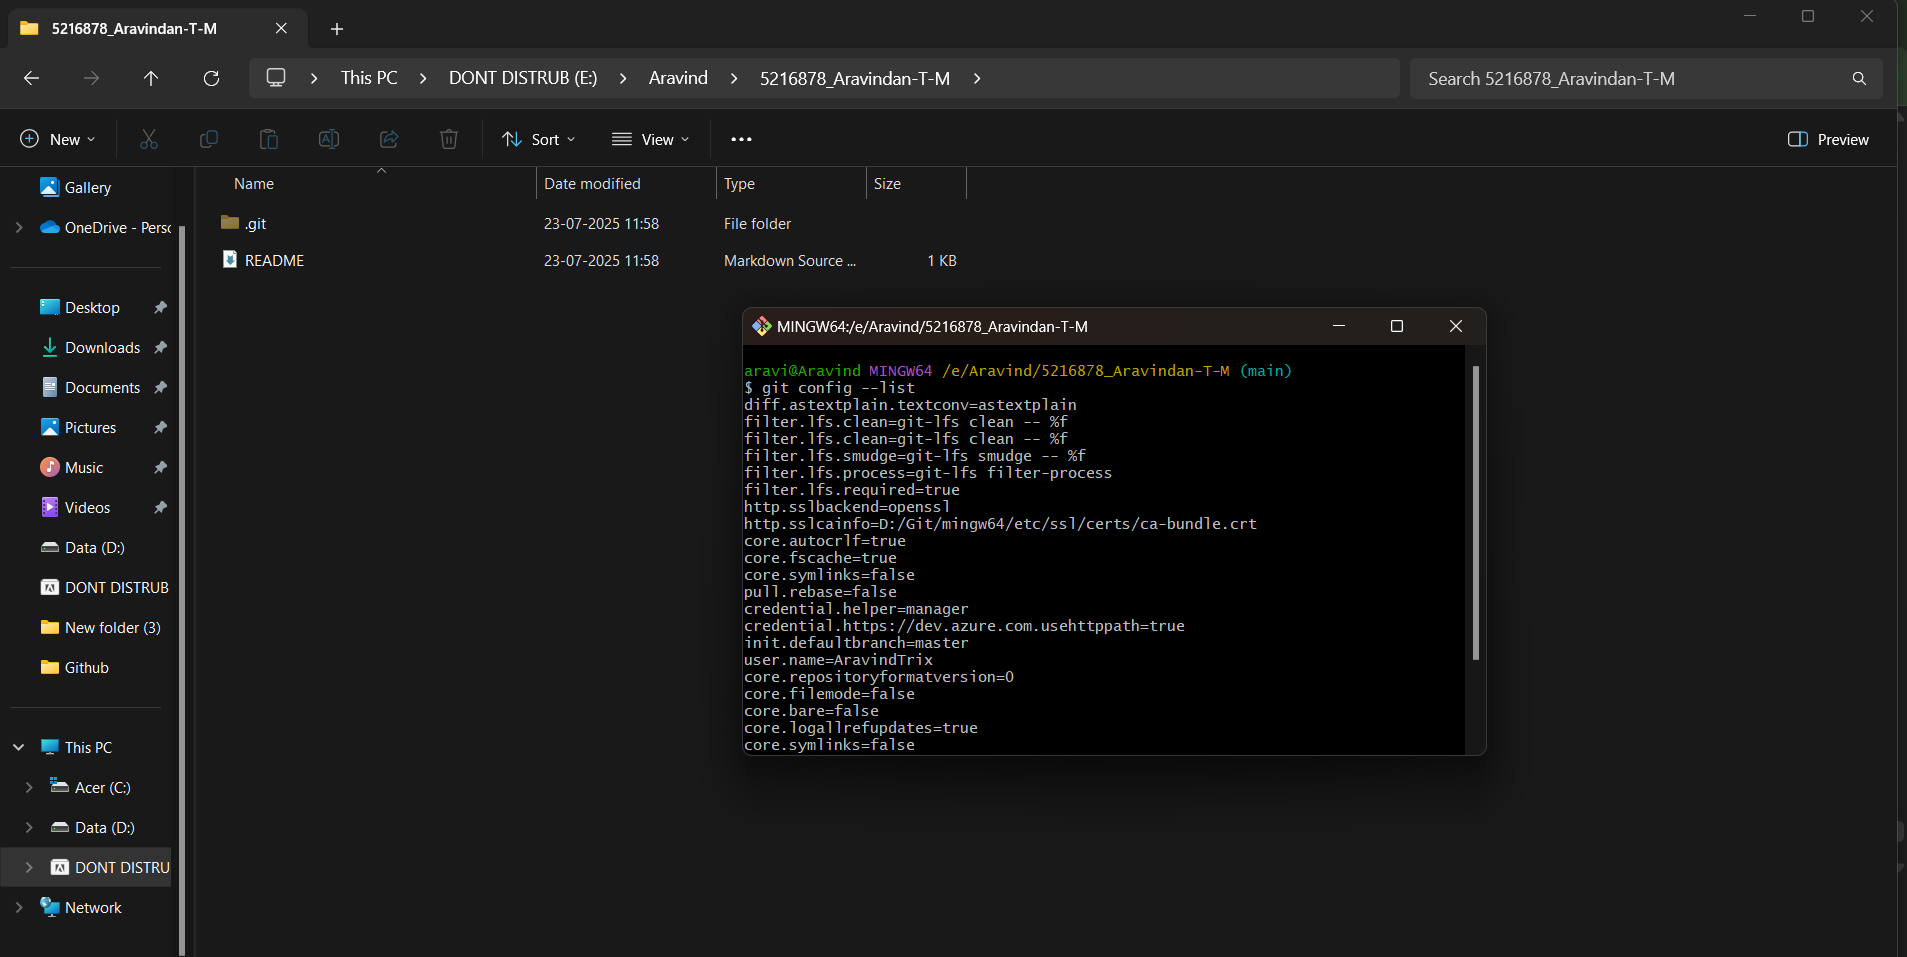 5216878_Aravindan-T-M
This PC
DONT DISTRUB (E:)
Aravind
5216878_Aravindan-T-M
Search 5216878_Aravindan-T-M
New
Sort
View
Preview
Gallery
OneDrive - Perso
Desktop
Downloads
Documents
Pictures
Music
Videos
Data (D:)
DONT DISTRUB
New folder (3)
Github
This PC
Acer (C:)
Data (D:)
DONT DISTRU
Network
Name Date modified Type Size
.git 23-07-2025 11:58 File folder
README 23-07-2025 11:58 Markdown Source ... 1 KB
MINGW64:/e/Aravind/5216878_Aravindan-T-M
aravi@Aravind MINGW64 /e/Aravind/5216878_Aravindan-T-M (main)
$ git config --list
diff.astextplain.textconv=astextplain
filter.lfs.clean=git-lfs clean -- %f
filter.lfs.clean=git-lfs clean -- %f
filter.lfs.smudge=git-lfs smudge -- %f
filter.lfs.process=git-lfs filter-process
filter.lfs.required=true
http.sslbackend=openssl
http.sslcainfo=D:/Git/mingw64/etc/ssl/certs/ca-bundle.crt
core.autocrlf=true
core.fscache=true
core.symlinks=false
pull.rebase=false
credential.helper=manager
credential.https://dev.azure.com.usehttppath=true
init.defaultbranch=master
user.name=AravindTrix
core.repositoryformatversion=0
core.filemode=false
core.bare=false
core.logallrefupdates=true
core.symlinks=false